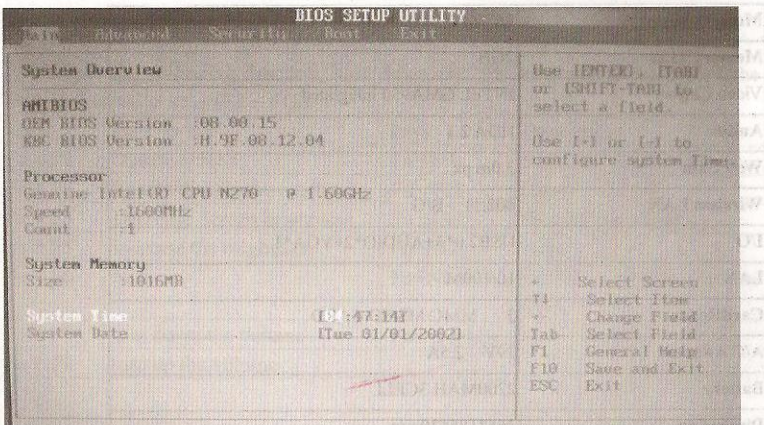 BIOS SETUP UTILITY
Main Advanced Security Boot Exit
System Overview
AMIBIOS
OEM BIOS Version :08.00.15
KBC BIOS Version :H.9F.08.12.04
Processor
Genuine Intel(R) CPU N270 @ 1.60GHz
Speed :1600MHz
Count :1
System Memory
Size :1016MB
System Time [04:47:14]
System Date [Tue 01/01/2002]
Use [ENTER], [TAB]
or [SHIFT-TAB] to
select a field.
Use [+] or [-] to
configure system Time.
Select Screen
↑↓ Select Item
Change Field
Tab Select Field
F1 General Help
F10 Save and Exit
ESC Exit